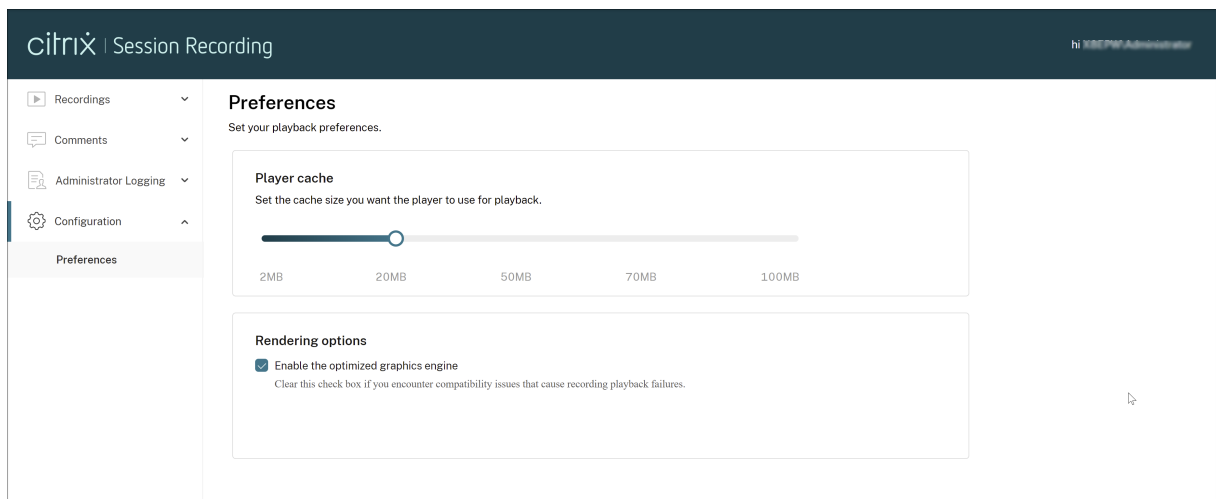 citrix | Session Recording
hi
Recordings
Comments
Administrator Logging
Configuration
Preferences
Preferences
Set your playback preferences.
Player cache
Set the cache size you want the player to use for playback.
2MB 20MB 50MB 70MB 100MB
Rendering options
Enable the optimized graphics engine
Clear this check box if you encounter compatibility issues that cause recording playback failures.